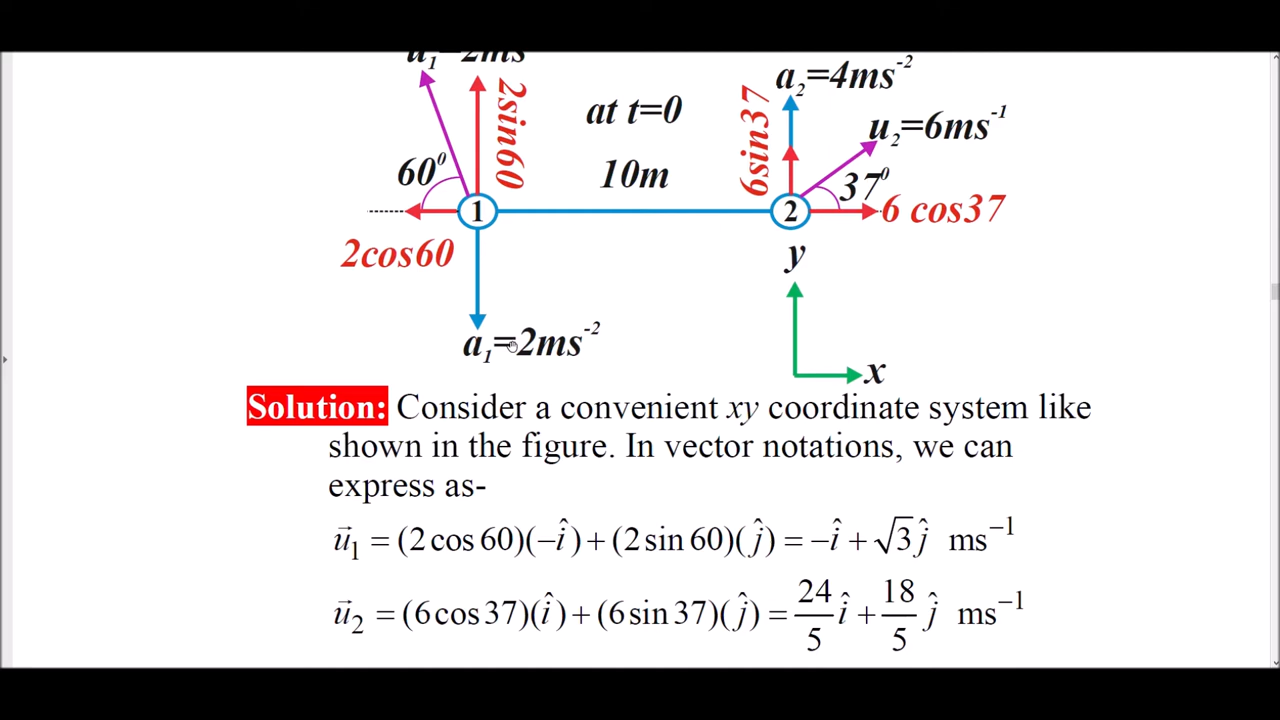 u₁=2ms
a₂=4ms⁻²
2sin60
at t=0
6sin37
u₂=6ms⁻¹
60⁰
10m
37⁰
1
2
6 cos37
2cos60
y
a₁=2ms⁻²
x
Solution: Consider a convenient xy coordinate system like
shown in the figure. In vector notations, we can
express as-
u⃗₁ = (2 cos 60)(−î) + (2 sin 60)(ĵ) = −î + √3ĵ ms⁻¹
u⃗₂ = (6 cos 37)(î) + (6 sin 37)(ĵ) = 24/5 î + 18/5 ĵ ms⁻¹